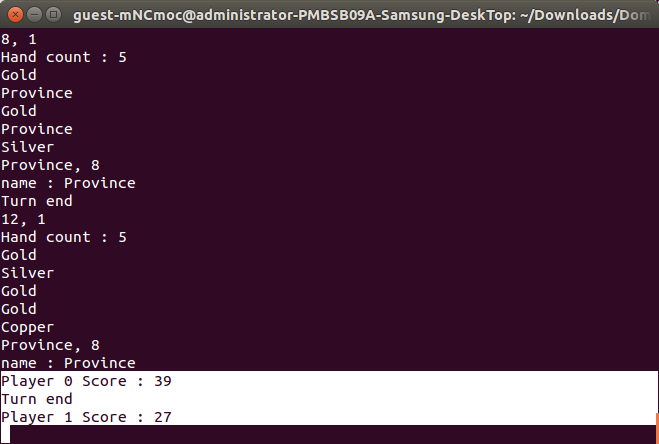 guest-mNCmoc@administrator-PMBSB09A-Samsung-DeskTop: ~/Downloads/Dom
8, 1
Hand count : 5
Gold
Province
Gold
Province
Silver
Province, 8
name : Province
Turn end
12, 1
Hand count : 5
Gold
Silver
Gold
Gold
Copper
Province, 8
name : Province
Player 0 Score : 39
Turn end
Player 1 Score : 27